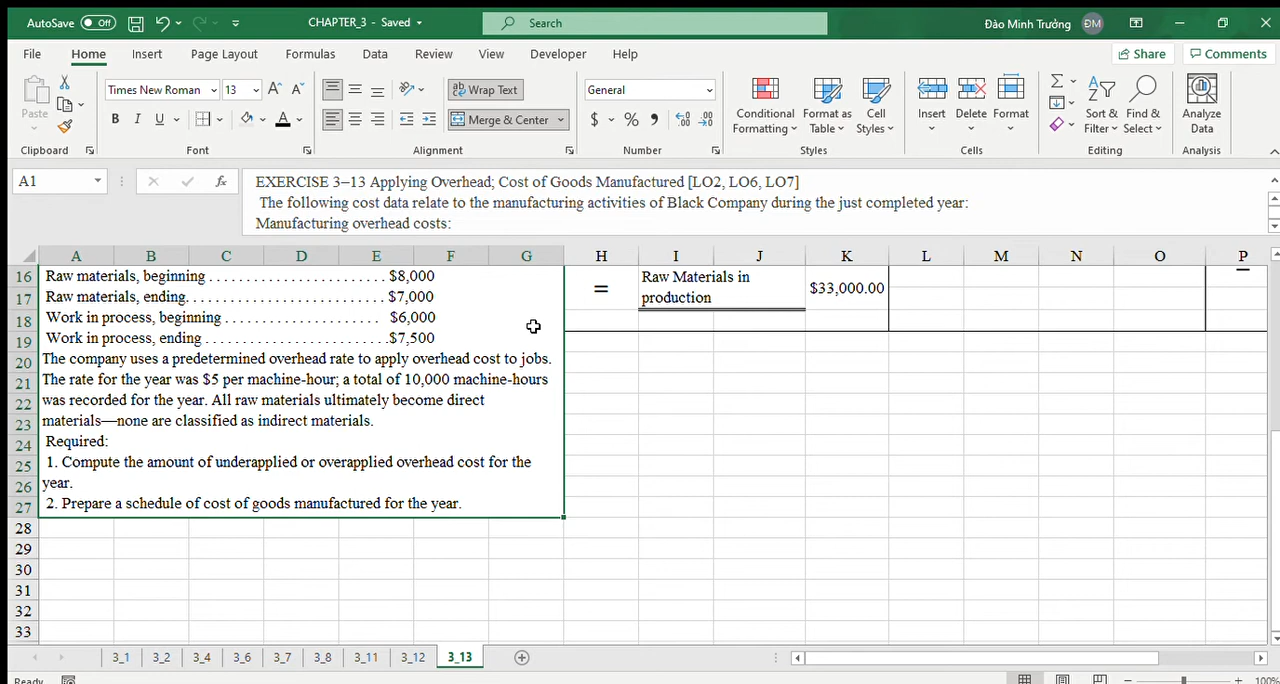 AutoSave Off CHAPTER_3 - Saved Search Đào Minh Trưởng ĐM
File Home Insert Page Layout Formulas Data Review View Developer Help Share Comments
Paste Times New Roman 13 A A Wrap Text General Conditional Formatting Format as Table Cell Styles Insert Delete Format Sort & Filter Find & Select Analyze Data
B I U A Merge & Center $ % 9
Clipboard Font Alignment Number Styles Cells Editing Analysis
A1 fx EXERCISE 3–13 Applying Overhead; Cost of Goods Manufactured [LO2, LO6, LO7]
The following cost data relate to the manufacturing activities of Black Company during the just completed year:
Manufacturing overhead costs:
A B C D E F G H I J K L M N O P
16 Raw materials, beginning . . . . . . . . . . . . . . . . . . . . . . . . $8,000 Raw Materials in
17 Raw materials, ending. . . . . . . . . . . . . . . . . . . . . . . . . . . $7,000 = production $33,000.00
18 Work in process, beginning . . . . . . . . . . . . . . . . . . . . . $6,000
19 Work in process, ending . . . . . . . . . . . . . . . . . . . . . . . . .$7,500
20 The company uses a predetermined overhead rate to apply overhead cost to jobs.
21 The rate for the year was $5 per machine-hour; a total of 10,000 machine-hours
22 was recorded for the year. All raw materials ultimately become direct
23 materials—none are classified as indirect materials.
24 Required:
25 1. Compute the amount of underapplied or overapplied overhead cost for the
26 year.
27 2. Prepare a schedule of cost of goods manufactured for the year.
28
29
30
31
32
33
3_1 3_2 3_4 3_6 3_7 3_8 3_11 3_12 3_13
Ready 100%